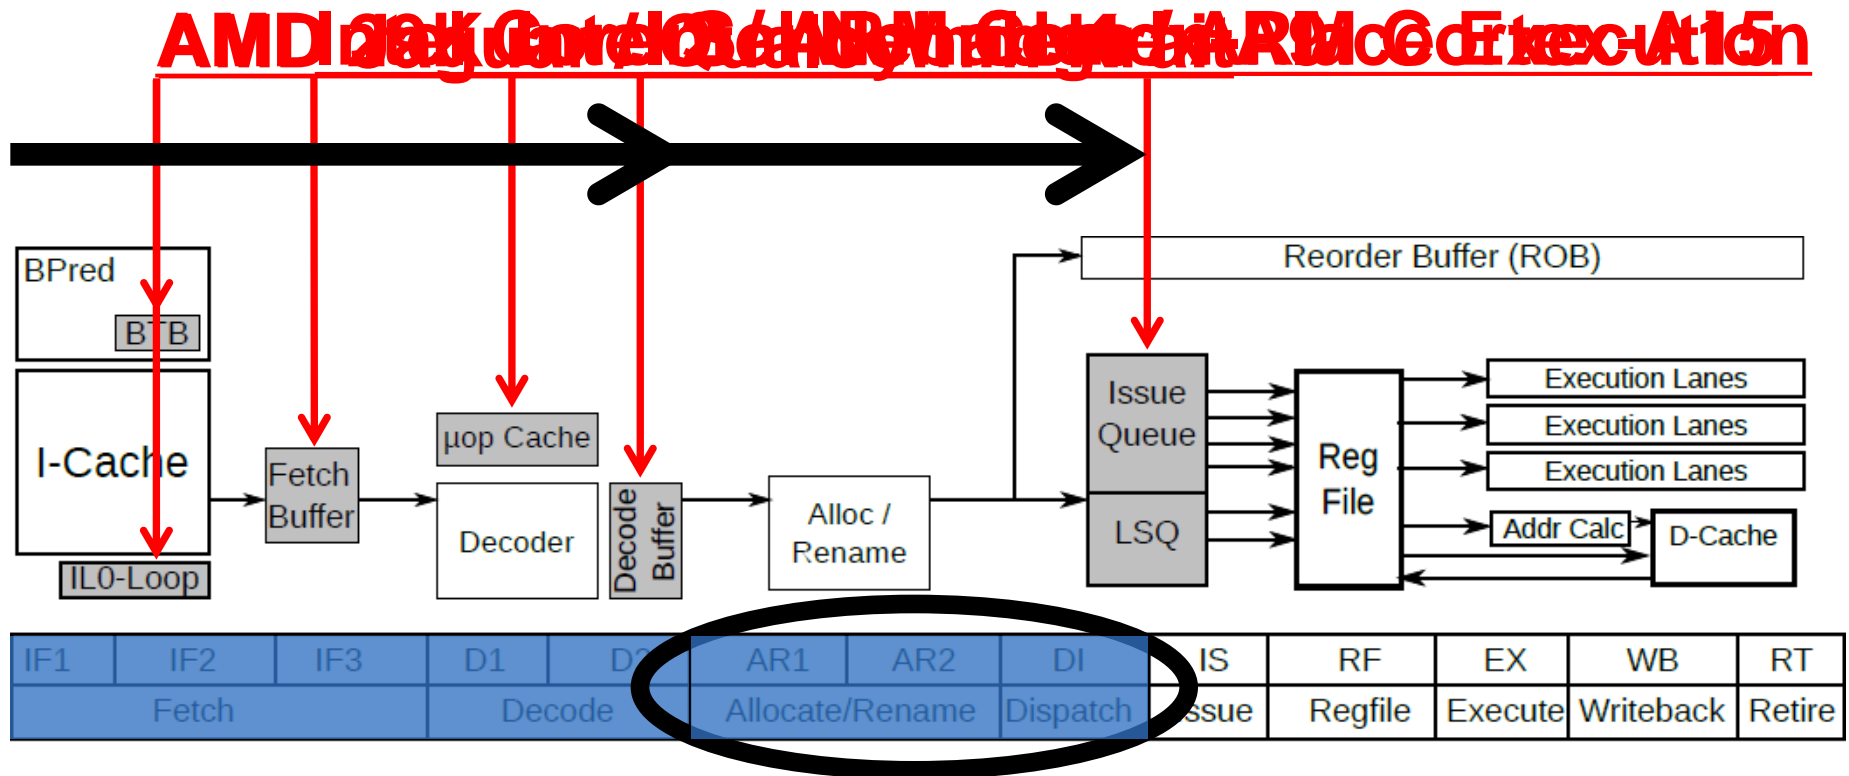 Reorder Buffer (ROB)
BPred
BTB
I-Cache
IL0-Loop
Fetch
Buffer
µop Cache
Decoder
Decode
Buffer
Alloc /
Rename
Issue
Queue
LSQ
Reg
File
Execution Lanes
Execution Lanes
Execution Lanes
Addr Calc
D-Cache
IF1 IF2 IF3 D1 D2 AR1 AR2 DI IS RF EX WB RT
Fetch Decode Allocate/Rename Dispatch Issue Regfile Execute Writeback Retire